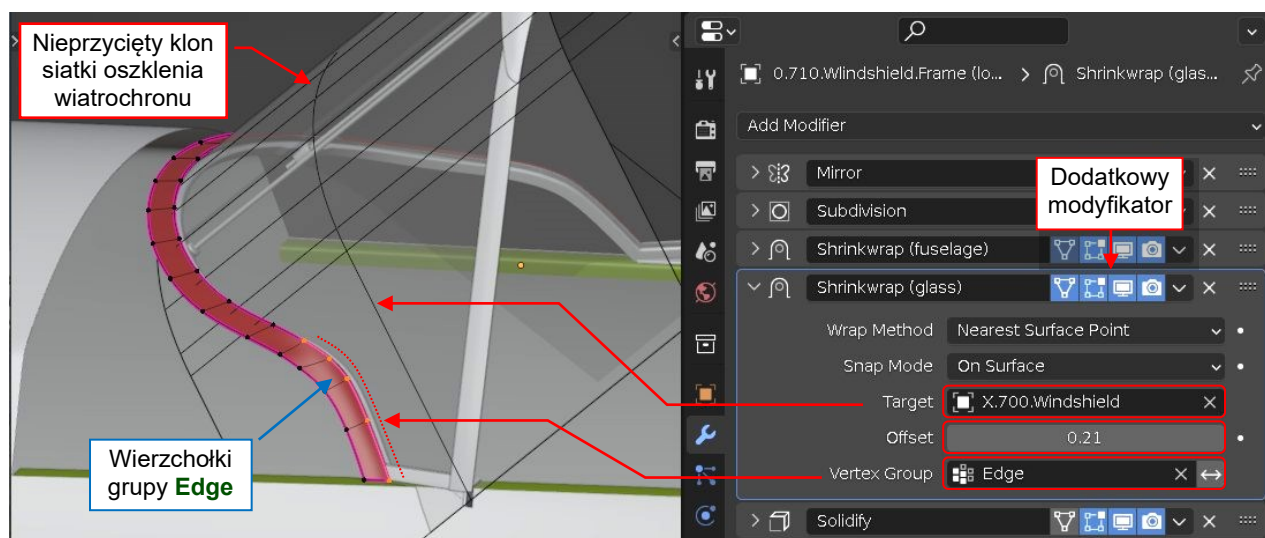 Nieprzycięty klon
siatki oszklenia
wiatrochronu
Wierzchołki
grupy Edge
0.710.Wlindshield.Frame (lo... > Shrinkwrap (glas...
Add Modifier
Mirror
Subdivision
Dodatkowy
modyfikator
Shrinkwrap (fuselage)
Shrinkwrap (glass)
Wrap Method Nearest Surface Point
Snap Mode On Surface
Target X.700.Windshield
Offset 0.21
Vertex Group Edge
Solidify